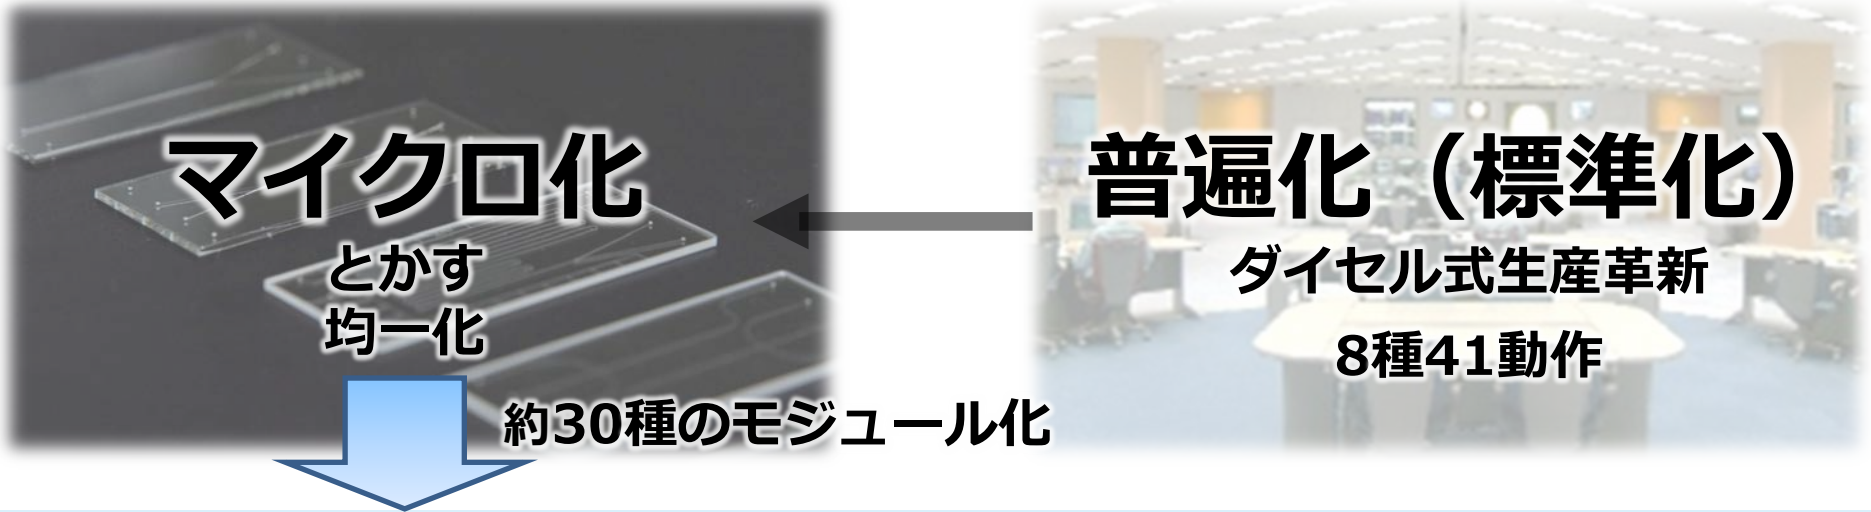 マイクロ化
とかす
均一化
約30種のモジュール化
普遍化（標準化）
ダイセル式生産革新
8種41動作